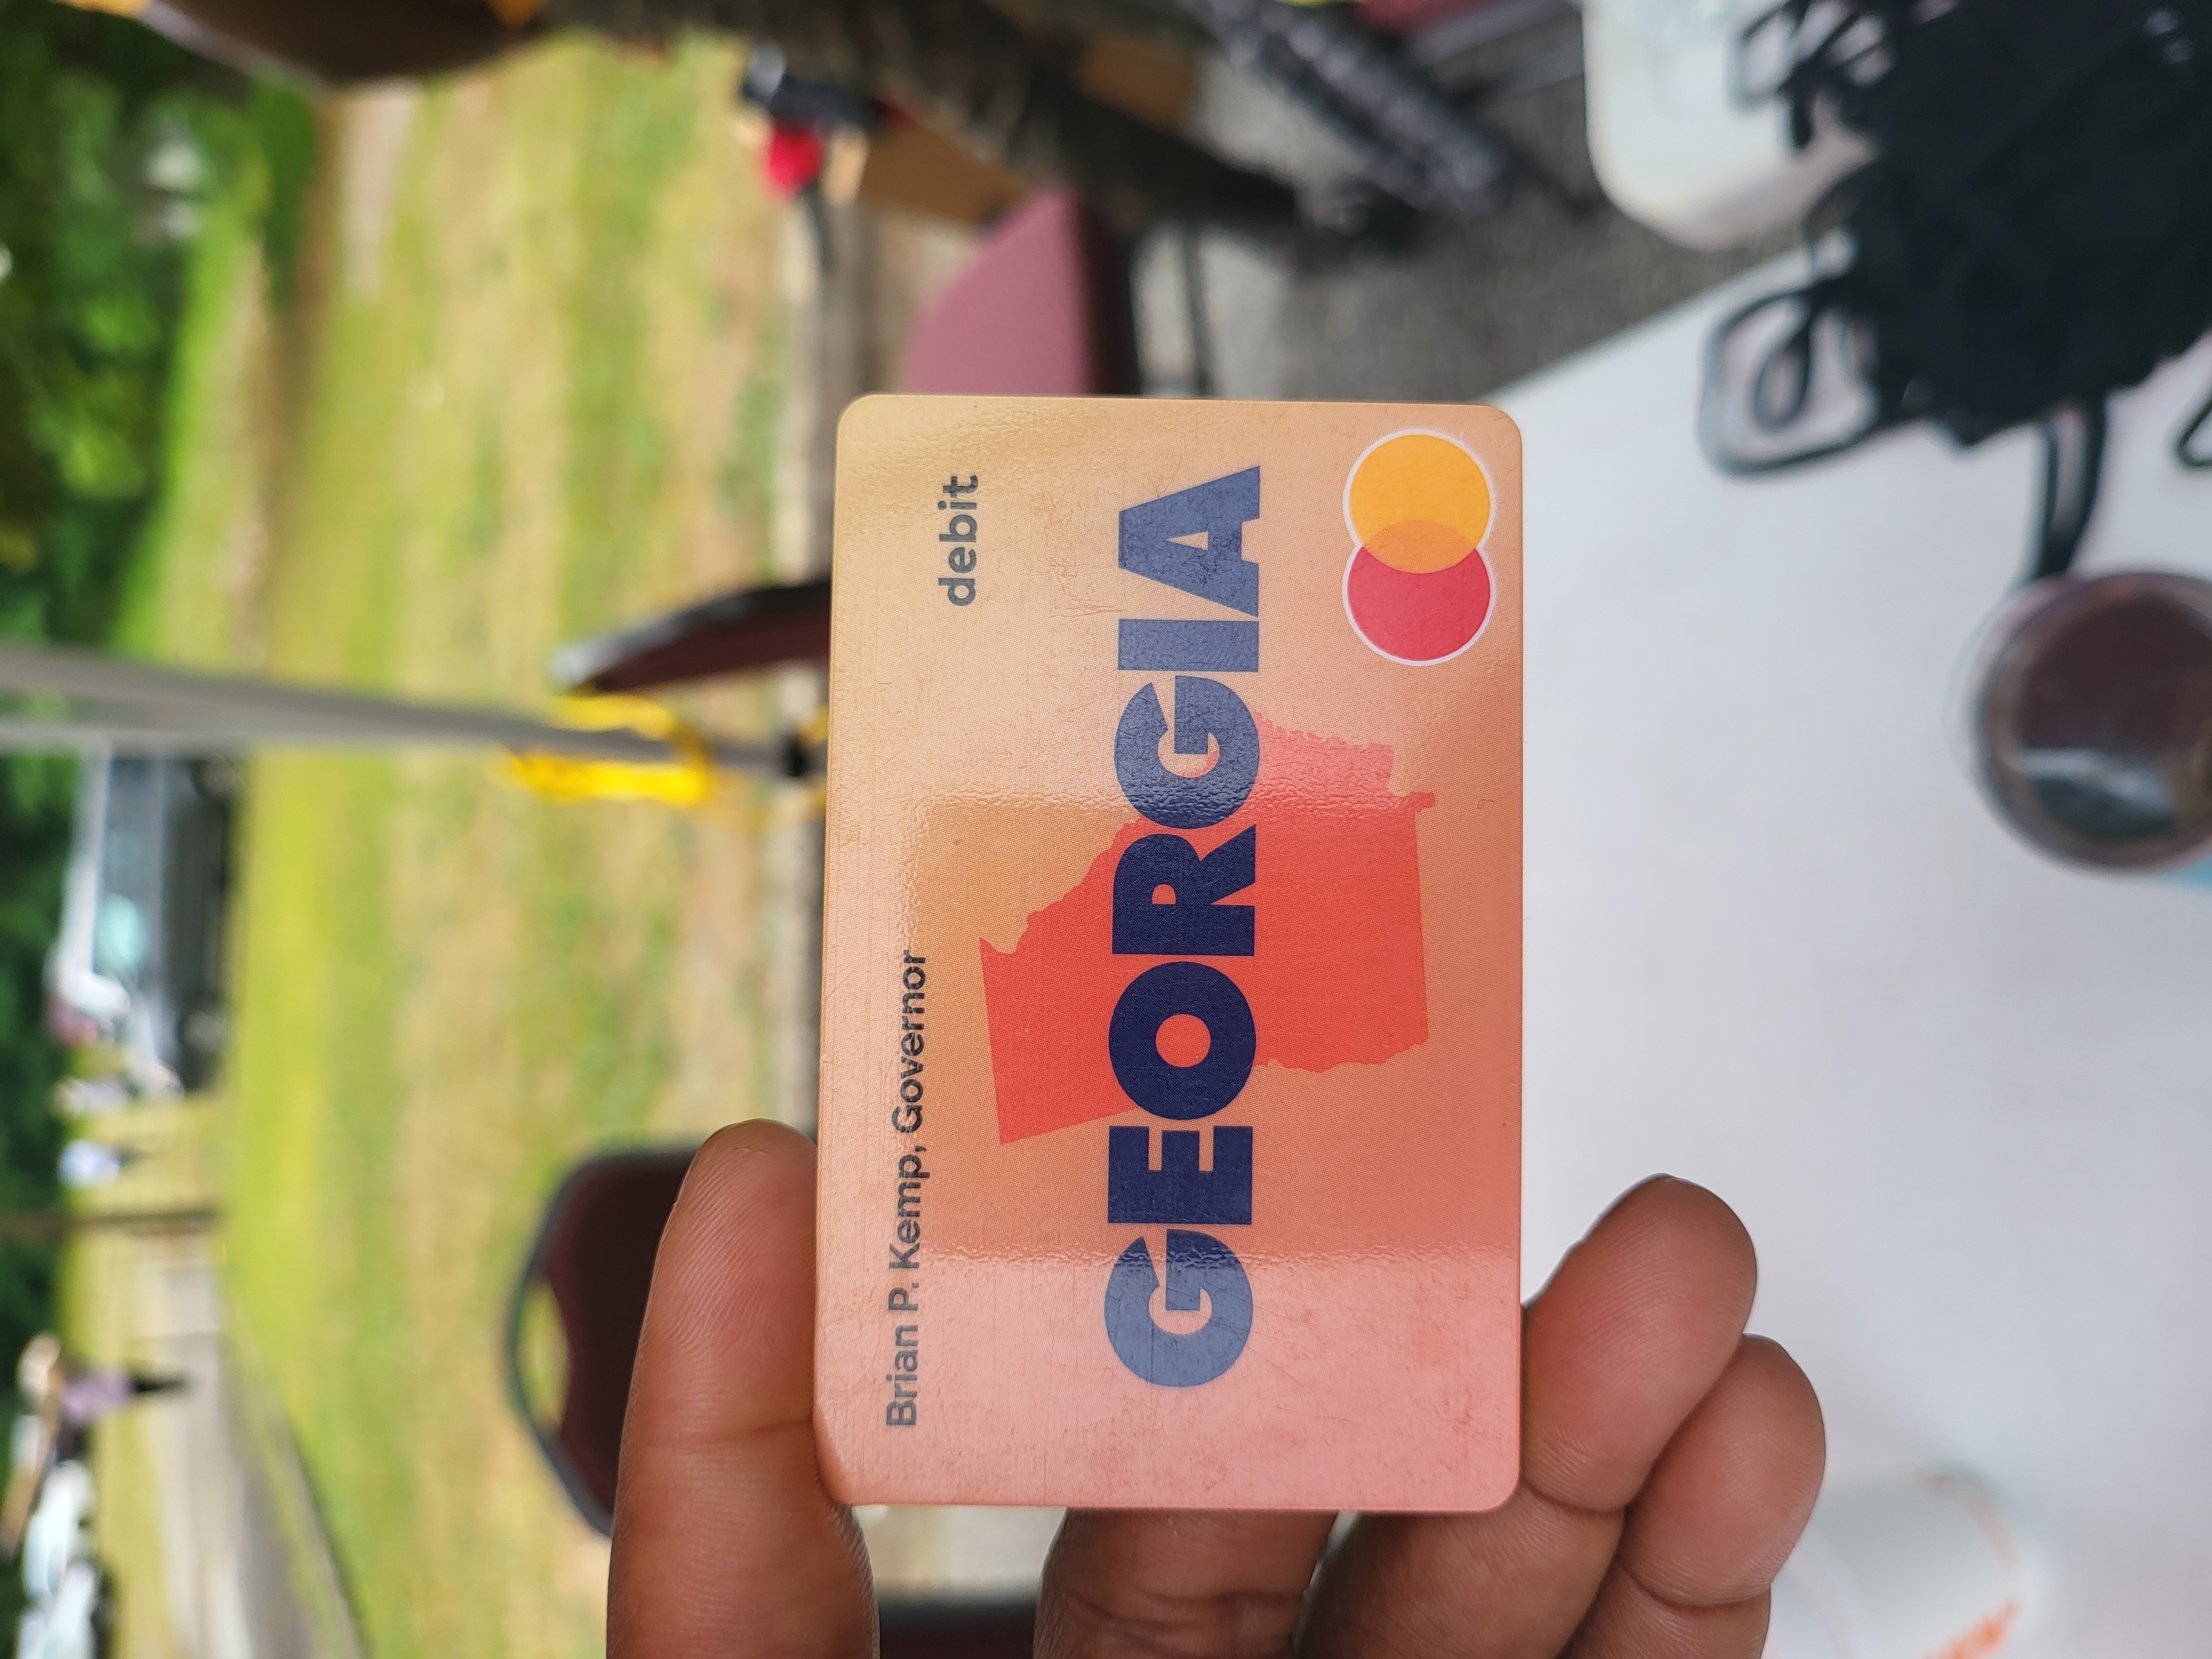 Brian P. Kemp, Governor
debit
GEORGIA